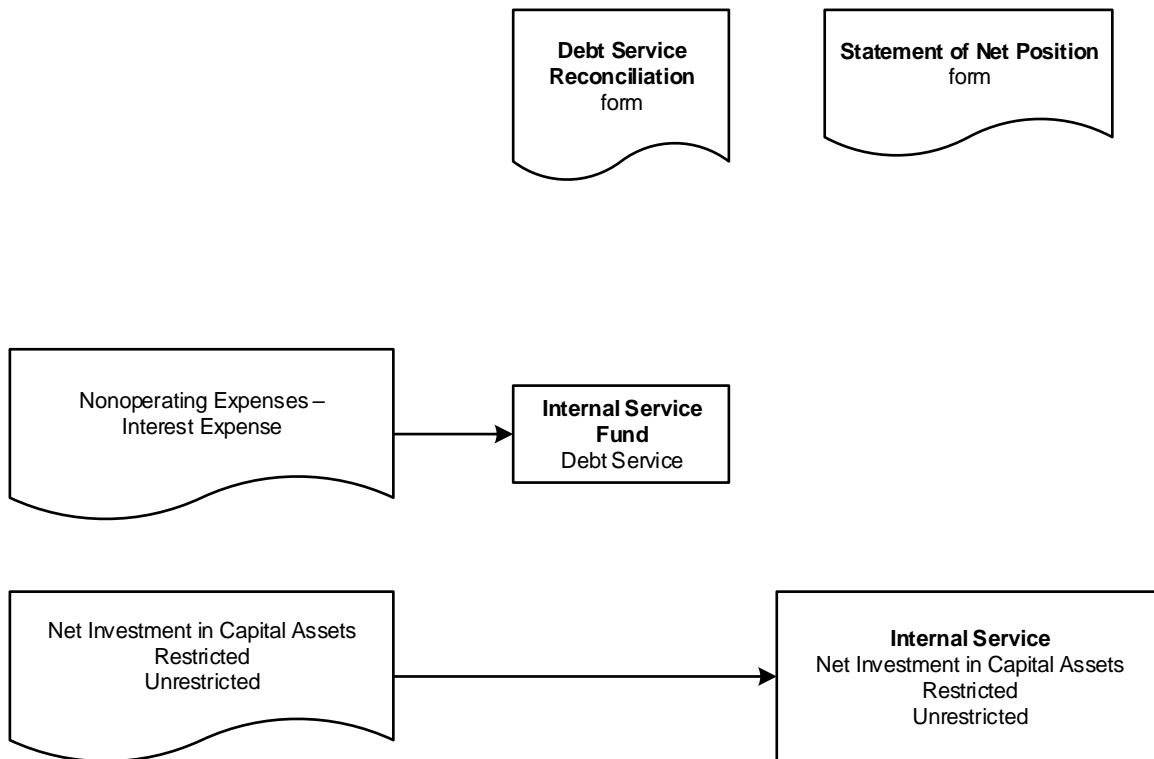 Debt Service
Reconciliation
form
Statement of Net Position
form
Nonoperating Expenses –
Interest Expense
Internal Service
Fund
Debt Service
Net Investment in Capital Assets
Restricted
Unrestricted
Internal Service
Net Investment in Capital Assets
Restricted
Unrestricted